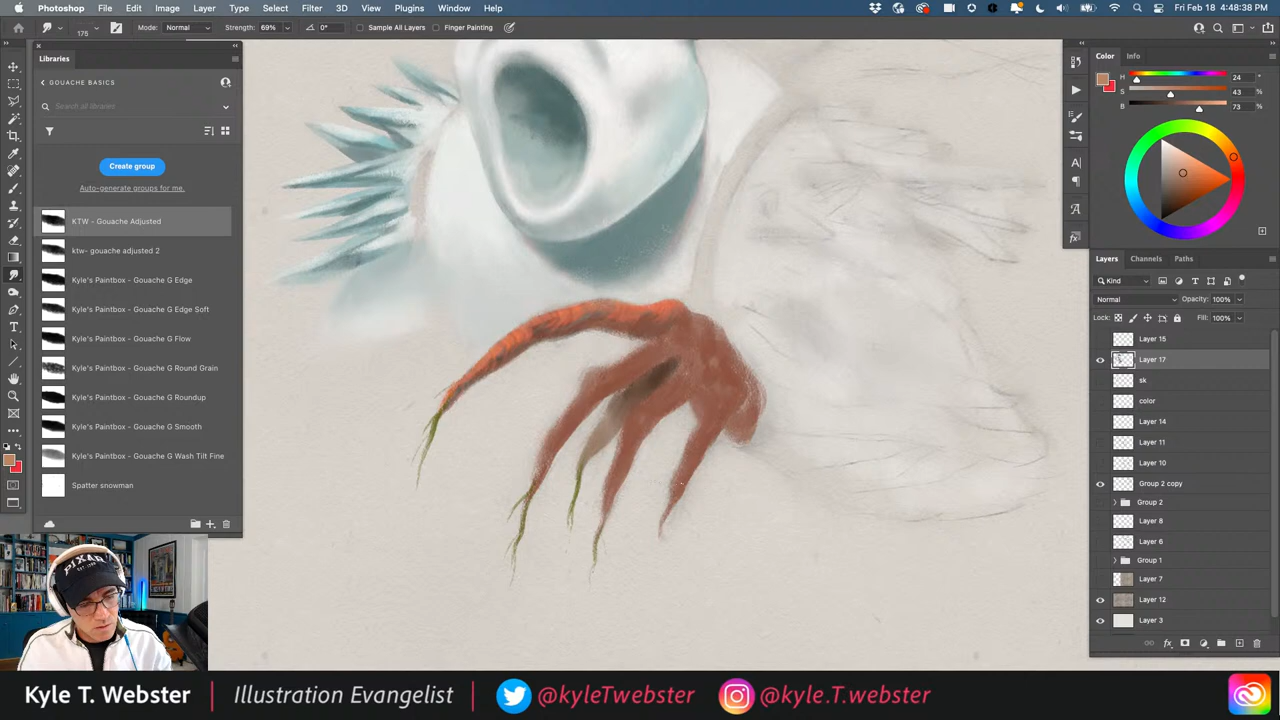 Photoshop File Edit Image Layer Type Select Filter 3D View Plugins Window Help Fri Feb 18 4:48:38 PM
175 Mode: Normal Strength: 69% 0° Sample All Layers Finger Painting
Libraries
GOUACHE BASICS
Search all libraries
Create group
Auto-generate groups for me.
KTW - Gouache Adjusted
ktw- gouache adjusted 2
Kyle's Paintbox - Gouache G Edge
Kyle's Paintbox - Gouache G Edge Soft
Kyle's Paintbox - Gouache G Flow
Kyle's Paintbox - Gouache G Round Grain
Kyle's Paintbox - Gouache G Roundup
Kyle's Paintbox - Gouache G Smooth
Kyle's Paintbox - Gouache G Wash Tilt Fine
Spatter snowman
Color Info
H 24 °
S 43 %
B 73 %
Layers Channels Paths
Kind
Normal Opacity: 100%
Lock: Fill: 100%
Layer 15
Layer 17
sk
color
Layer 14
Layer 11
Layer 10
Group 2 copy
Group 2
Layer 8
Layer 6
Group 1
Layer 7
Layer 12
Layer 3
PIXAR
Kyle T. Webster | Illustration Evangelist @kyleTwebster | @kyle.T.webster